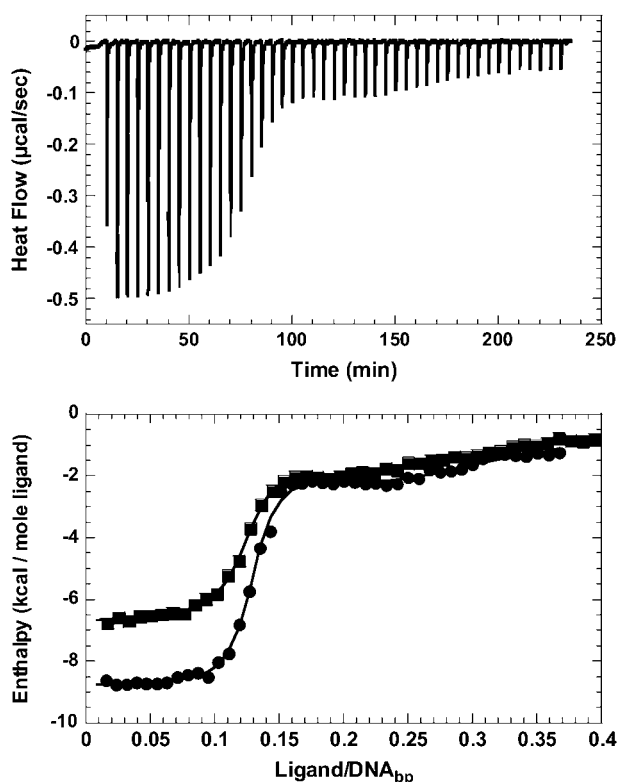 0
-0.1
-0.2
-0.3
-0.4
-0.5
Heat Flow (µcal/sec)
0 50 100 150 200 250
Time (min)
0
-2
-4
-6
-8
-10
Enthalpy (kcal / mole ligand)
0 0.05 0.1 0.15 0.2 0.25 0.3 0.35 0.4
Ligand/DNAbp